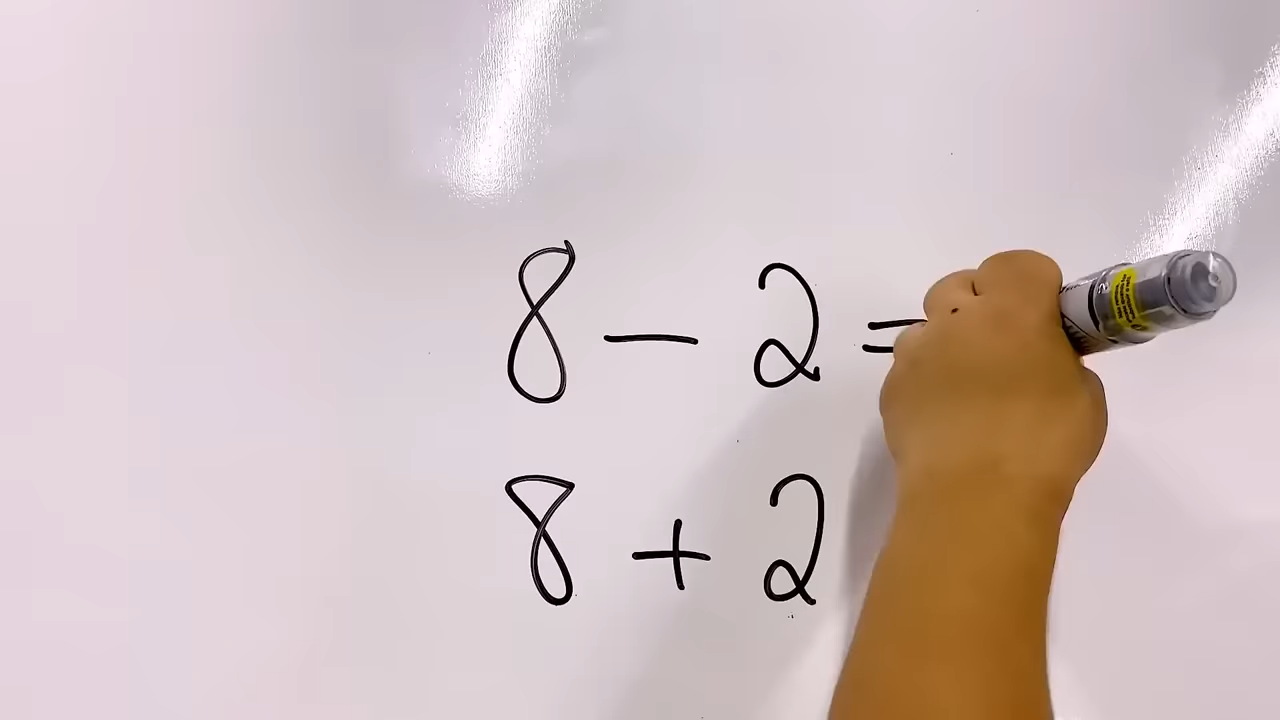 8 − 2 =
8 + 2